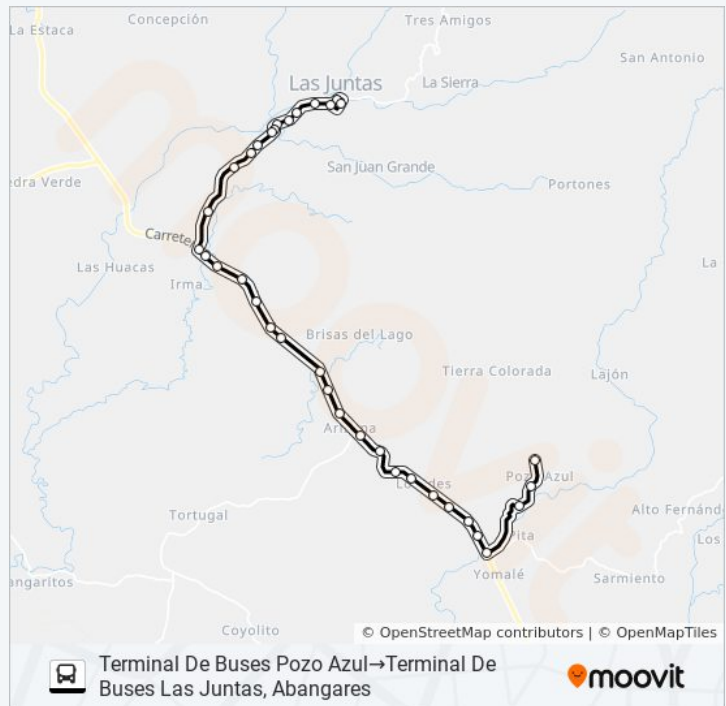 Concepción
La Estaca
Tres Amigos
Las Juntas
La Sierra
San Antonio
San Juan Grande
edra Verde
Portones
Carreter
Las Huacas
La
Irma
Brisas del Lago
Tierra Colorada
Lajón
Pozo Azul
Tortugal
Alto Fernánd
Pita
Los
angaritos
Yomalé
Sarmiento
Coyolito
© OpenStreetMap contributors | © OpenMapTiles
Terminal De Buses Pozo Azul→Terminal De
Buses Las Juntas, Abangares
moovit